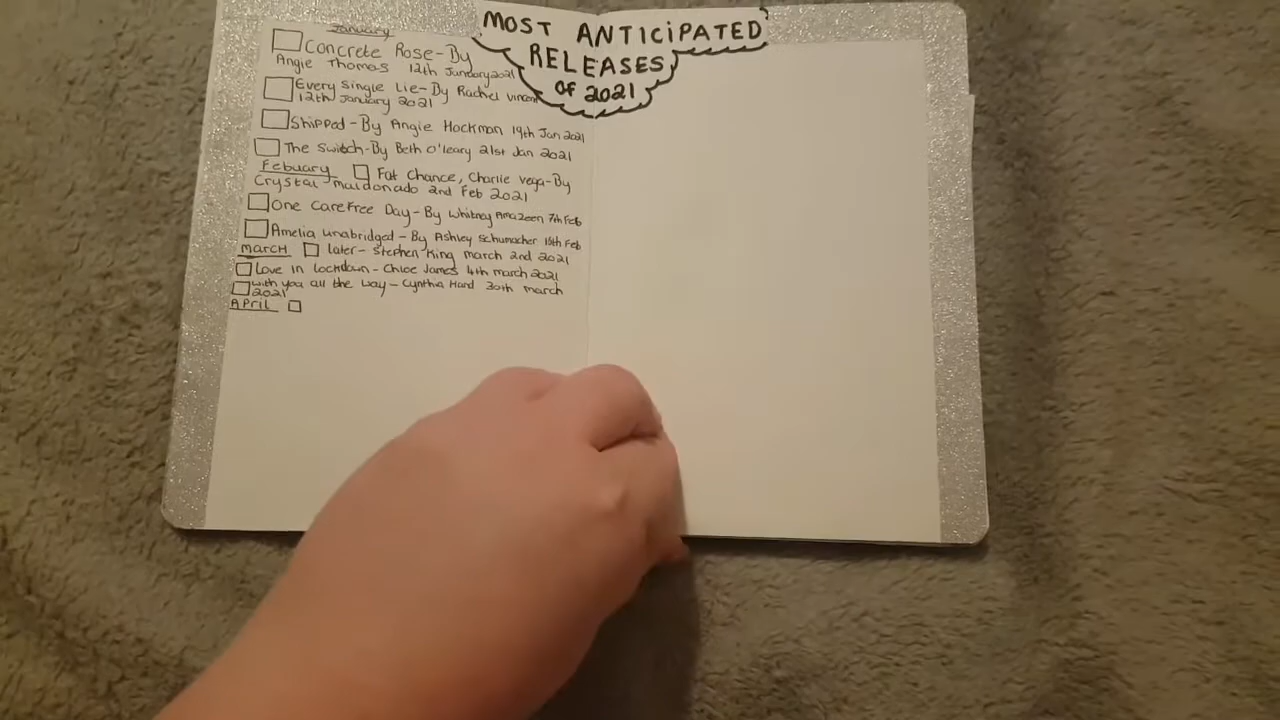 MOST ANTICIPATED
RELEASES
OF 2021
January
Concrete Rose-By
Angie Thomas 12th January 2021
Every Single Lie-By Rachel vincent
12th January 2021
Shipped-By Angie Hockman 19th Jan 2021
The Switch-By Beth O'leary 21st Jan 2021
Febuary Fat Chance, Charlie vega-By
Crystal maldonado 2nd Feb 2021
One CareFree Day-By Whitney Amazeen 7th Feb
Amelia unabridged-By Ashley Schumacher Feb
march later-Stephen King march 2nd 2021
Love in lockdown-Chloe James 4th march 2021
with you all the way-Cynthia Hand 30th march
2021
April